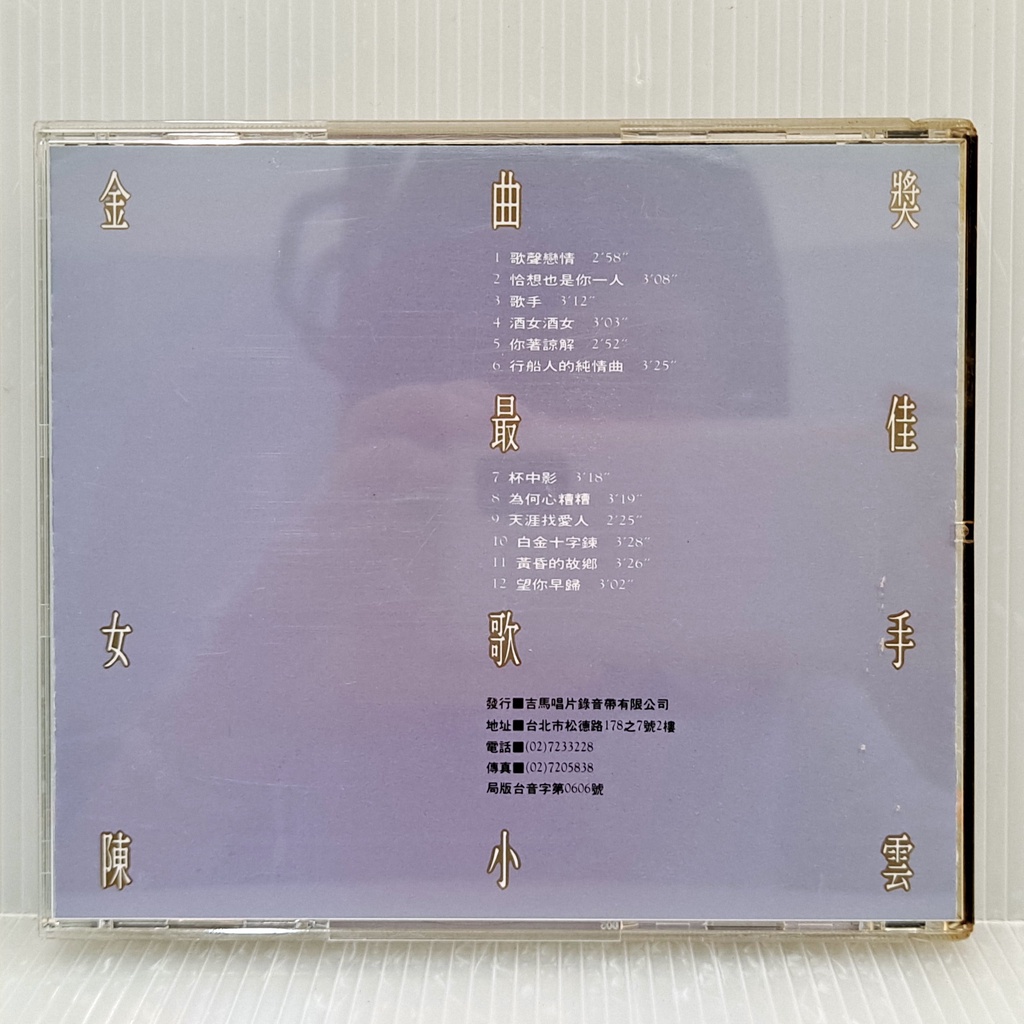 金 曲 獎
1 歌聲戀情 2'58"
2 恰想也是你一人 3'08"
3 歌手 3'12"
4 酒女酒女 3'03"
5 你著諒解 2'52"
6 行船人的純情曲 3'25"
最 佳
7 杯中影 3'18"
8 為何心糟糟 3'19"
9 天涯找愛人 2'25"
10 白金十字鍊 3'28"
11 黃昏的故鄉 3'26"
12 望你早歸 3'02"
女 歌 手
發行■吉馬唱片錄音帶有限公司
地址■台北市松德路178之7號2樓
電話■(02)7233228
傳真■(02)7205838
局版台音字第0606號
陳 小 雲